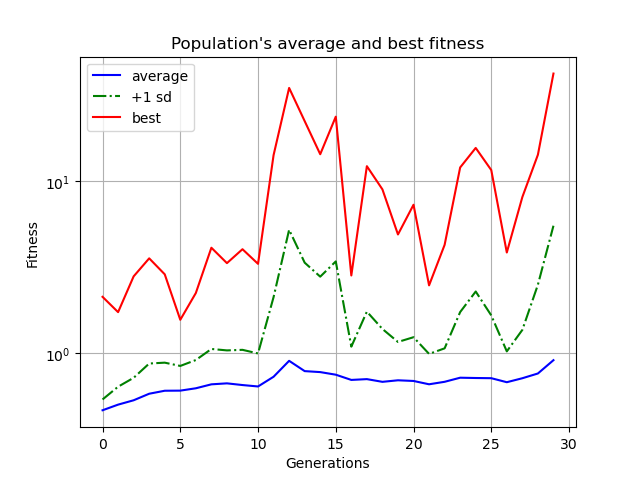 Population's average and best fitness
average
+1 sd
best
10¹
10⁰
Fitness
0 5 10 15 20 25 30
Generations